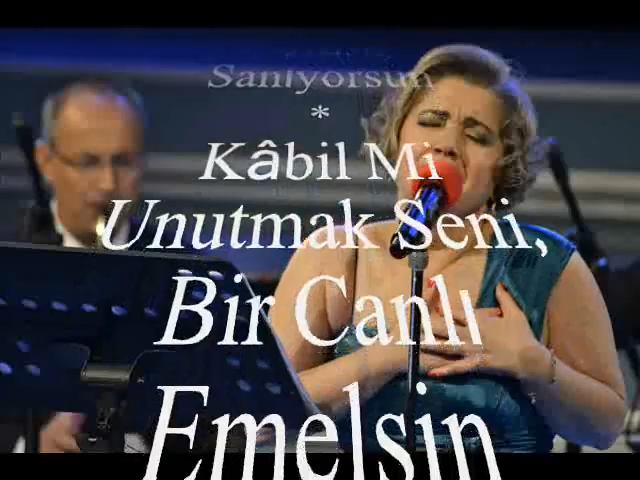 Sanıyorsun
*
Kâbil Mi
Unutmak Seni,
Bir Canlı
Emelsin